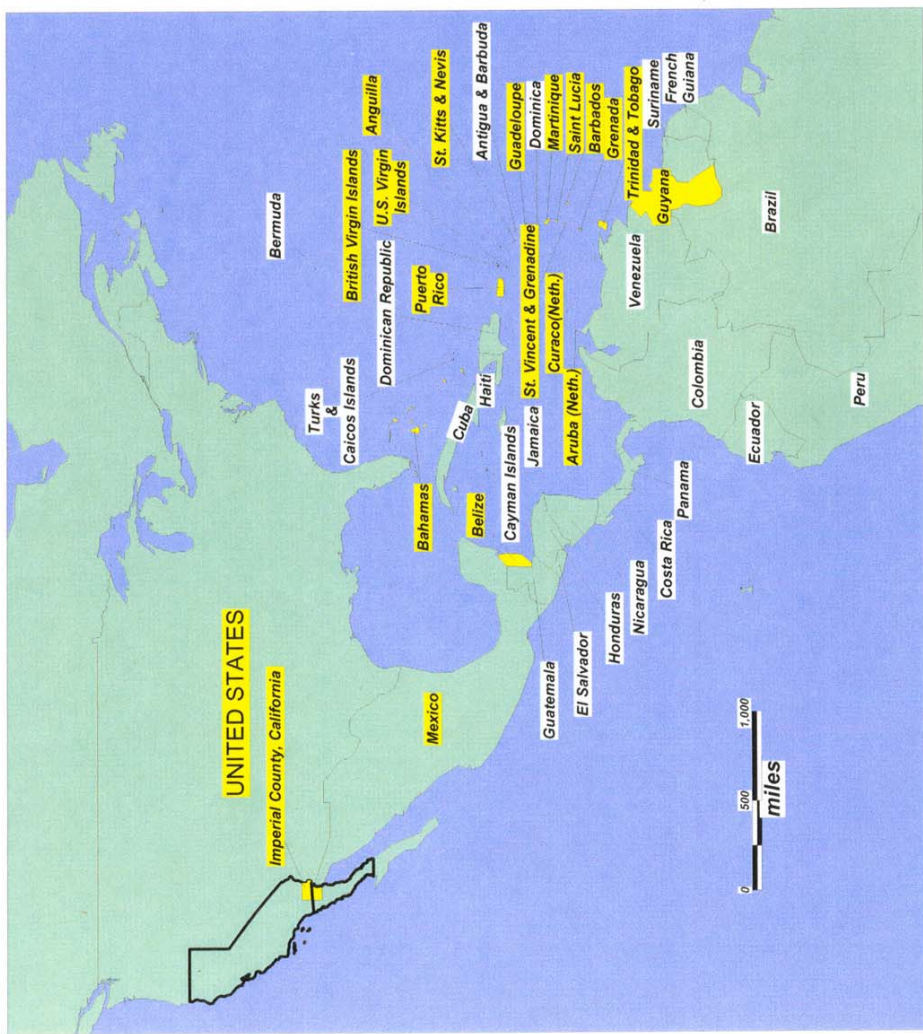 UNITED STATES
Imperial County, California
Mexico
Bermuda
Turks
&
Caicos Islands
British Virgin Islands
Anguilla
Dominican Republic
U.S. Virgin
Islands
Puerto
Rico
St. Kitts & Nevis
Antigua & Barbuda
Bahamas
Cuba
Haiti
Belize
Cayman Islands
Jamaica
St. Vincent & Grenadine
Curaco(Neth.)
Aruba (Neth.)
Guadeloupe
Dominica
Martinique
Saint Lucia
Barbados
Grenada
Trinidad & Tobago
Suriname
French
Guiana
Guyana
Guatemala
El Salvador
Honduras
Nicaragua
Costa Rica
Panama
Venezuela
Colombia
Ecuador
Brazil
Peru
0
500
1,000
miles